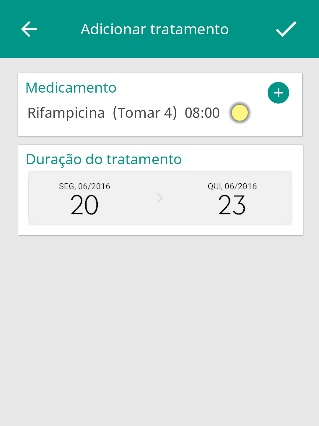 Adicionar tratamento
Medicamento
Rifampicina (Tomar 4) 08:00
Duração do tratamento
SEG, 06/2016 QUI, 06/2016
20 23